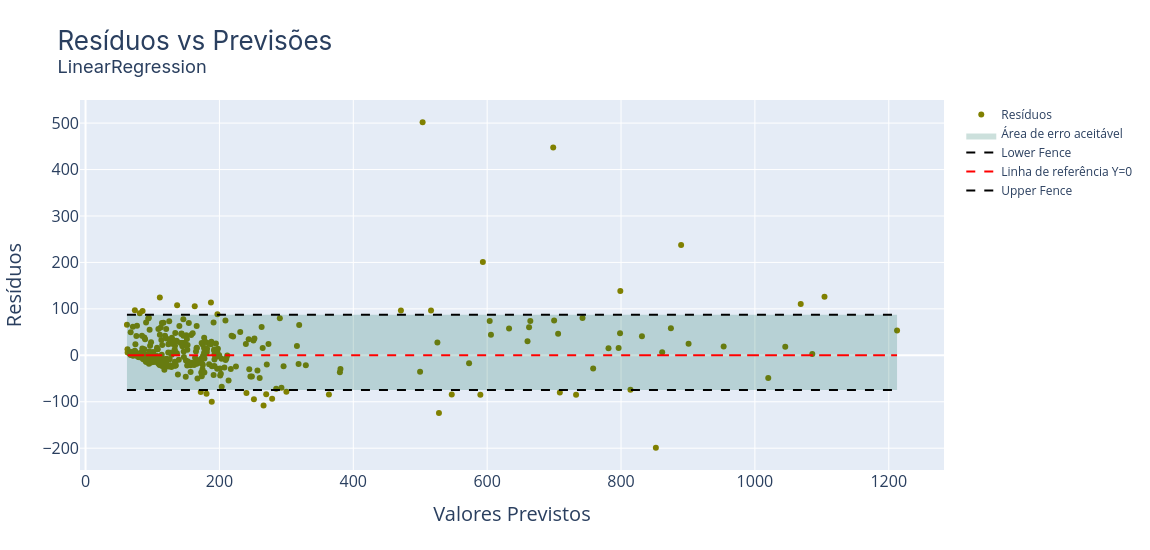 Resíduos vs Previsões
LinearRegression
Resíduos
500
400
300
200
100
0
−100
−200
0
200
400
600
800
1000
1200
Valores Previstos
Resíduos
Área de erro aceitável
Lower Fence
Linha de referência Y=0
Upper Fence